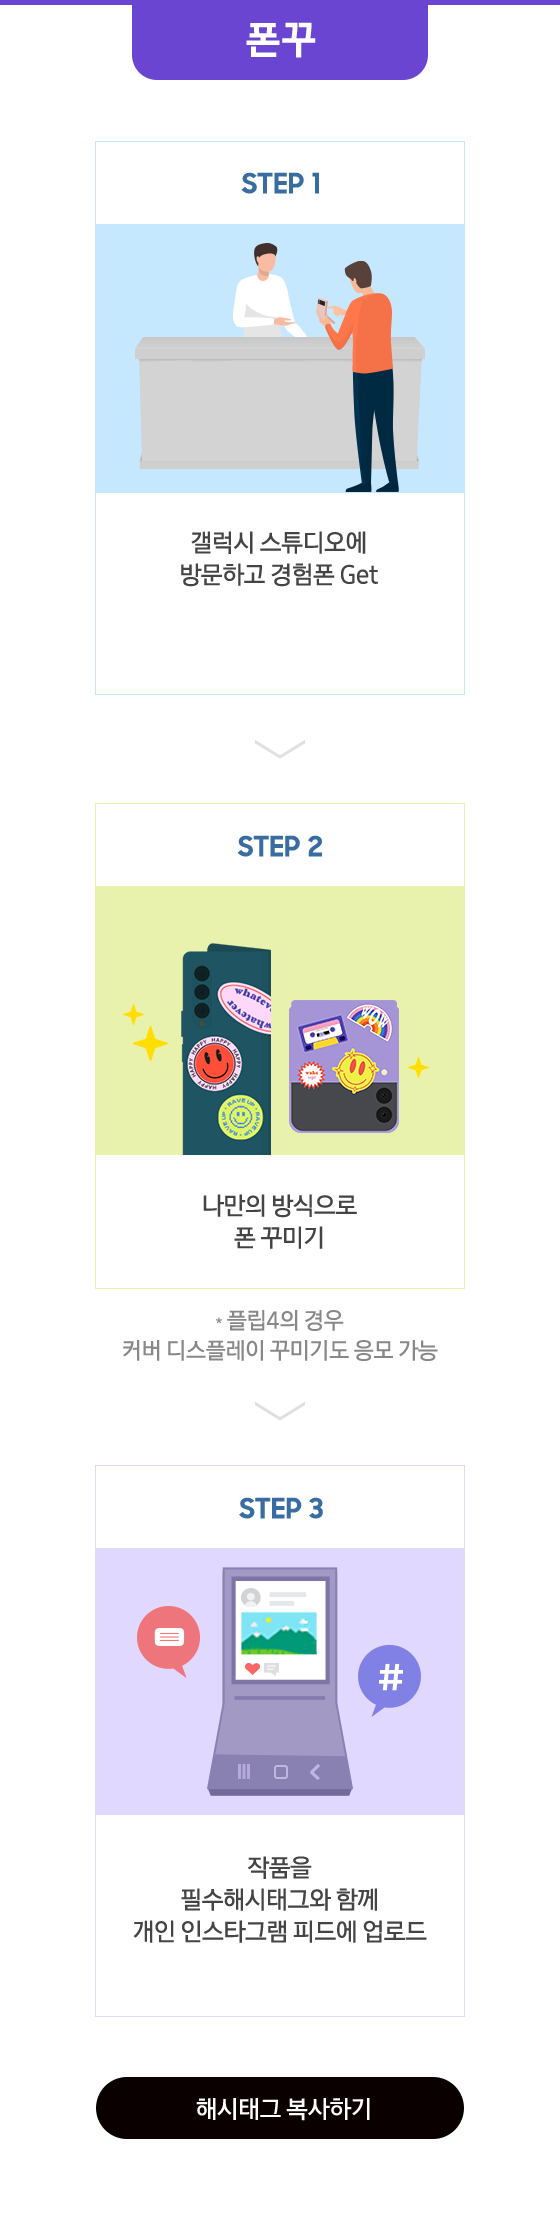 폰꾸
STEP 1
갤럭시 스튜디오에
방문하고 경험폰 Get
STEP 2
whatever
whatever
HAPPY HAPPY HAPPY HAPPY HAPPY
RAVE UP · RAVE UP · RAVE UP
WOW
나만의 방식으로
폰 꾸미기
* 플립4의 경우
커버 디스플레이 꾸미기도 응모 가능
STEP 3
#
작품을
필수해시태그와 함께
개인 인스타그램 피드에 업로드
해시태그 복사하기